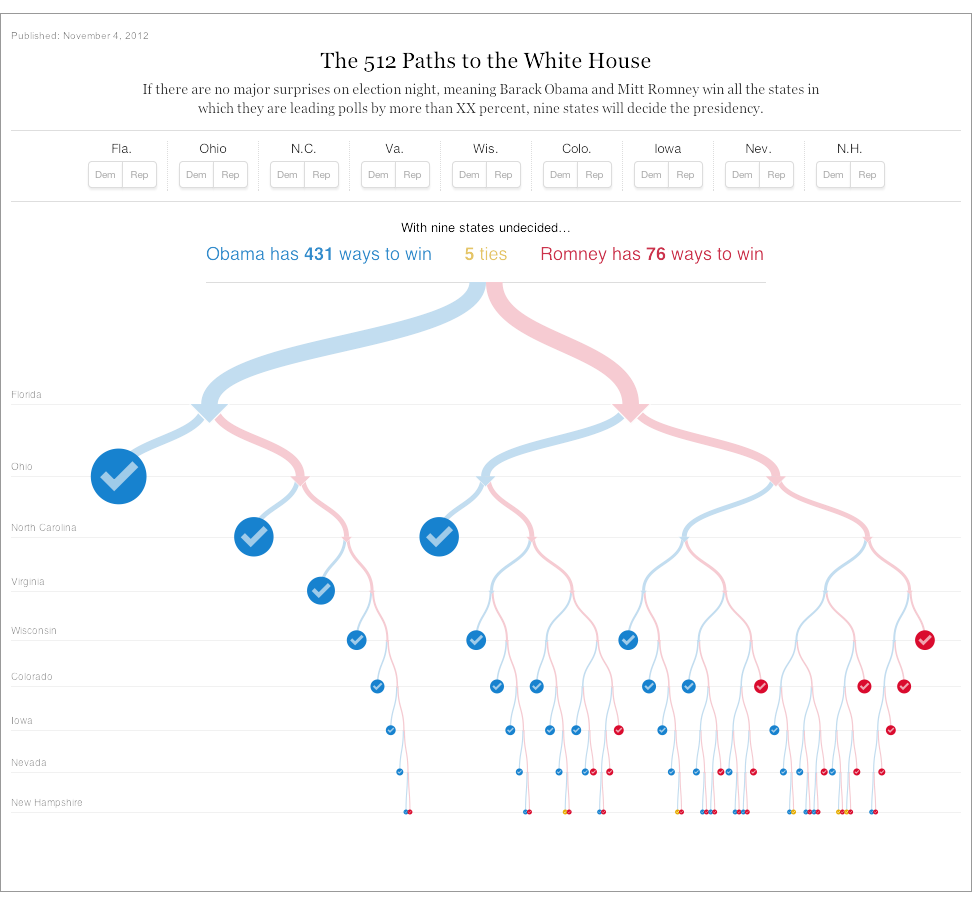 Published: November 4, 2012
The 512 Paths to the White House
If there are no major surprises on election night, meaning Barack Obama and Mitt Romney win all the states in
which they are leading polls by more than XX percent, nine states will decide the presidency.
Fla. Ohio N.C. Va. Wis. Colo. Iowa Nev. N.H.
Dem Rep Dem Rep Dem Rep Dem Rep Dem Rep Dem Rep Dem Rep Dem Rep Dem Rep
With nine states undecided...
Obama has 431 ways to win 5 ties Romney has 76 ways to win
Florida
Ohio
North Carolina
Virginia
Wisconsin
Colorado
Iowa
Nevada
New Hampshire